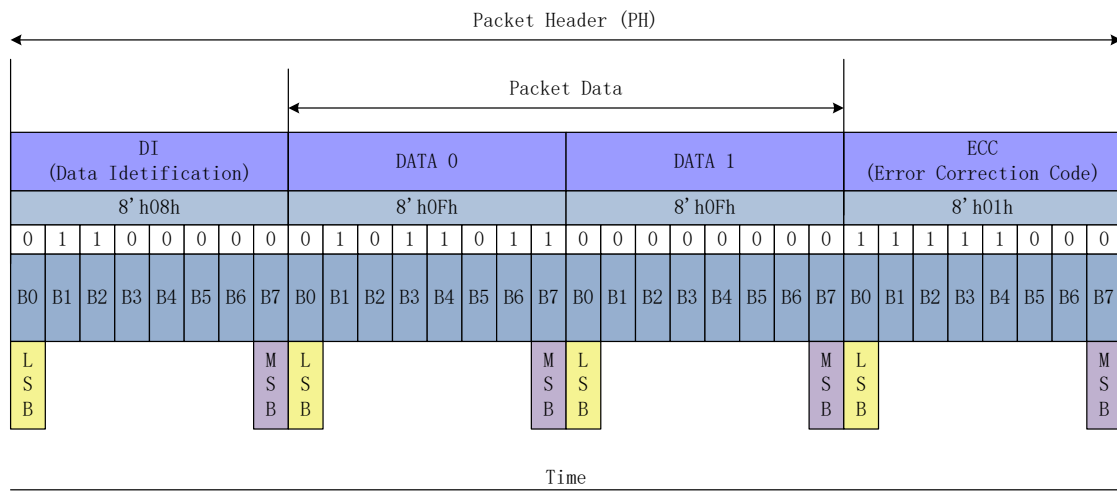 Packet Header (PH)
Packet Data
DI
(Data Idetification)
DATA 0
DATA 1
ECC
(Error Correction Code)
8'h08h 8'h0Fh 8'h0Fh 8'h01h
0 1 1 0 0 0 0 0 0 1 0 1 1 0 1 1 0 0 0 0 0 0 0 0 1 1 1 1 1 0 0 0
B0 B1 B2 B3 B4 B5 B6 B7 B0 B1 B2 B3 B4 B5 B6 B7 B0 B1 B2 B3 B4 B5 B6 B7 B0 B1 B2 B3 B4 B5 B6 B7
LSB MSB LSB MSB LSB MSB LSB MSB
Time